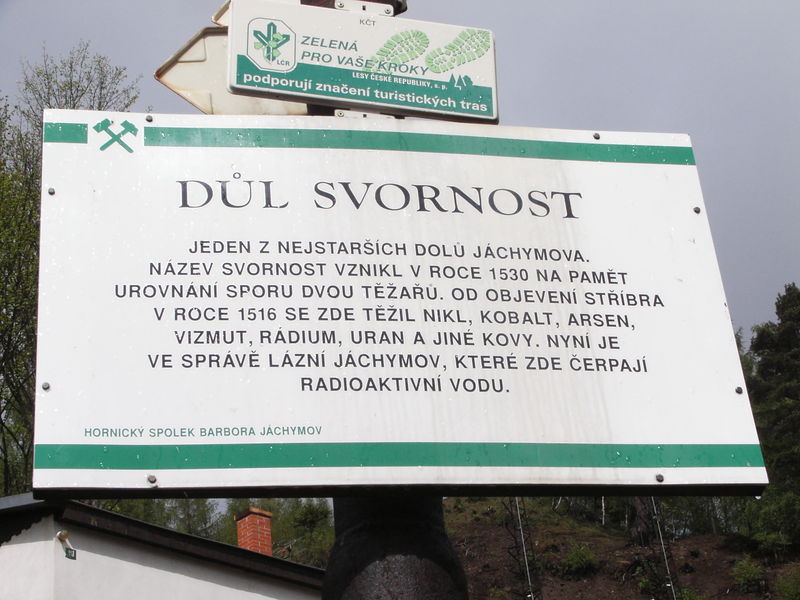 KČT
LČR
ZELENÁ
PRO VAŠE KROKY
LESY ČESKÉ REPUBLIKY, s. p.
podporují značení turistických tras
DŮL SVORNOST
JEDEN Z NEJSTARŠÍCH DOLŮ JÁCHYMOVA.
NÁZEV SVORNOST VZNIKL V ROCE 1530 NA PAMĚT
UROVNÁNÍ SPORU DVOU TĚŽAŘŮ. OD OBJEVENÍ STŘÍBRA
V ROCE 1516 SE ZDE TĚŽIL NIKL, KOBALT, ARSEN,
VIZMUT, RÁDIUM, URAN A JINÉ KOVY. NYNÍ JE
VE SPRÁVĚ LÁZNÍ JÁCHYMOV, KTERÉ ZDE ČERPAJÍ
RADIOAKTIVNÍ VODU.
HORNICKÝ SPOLEK BARBORA JÁCHYMOV